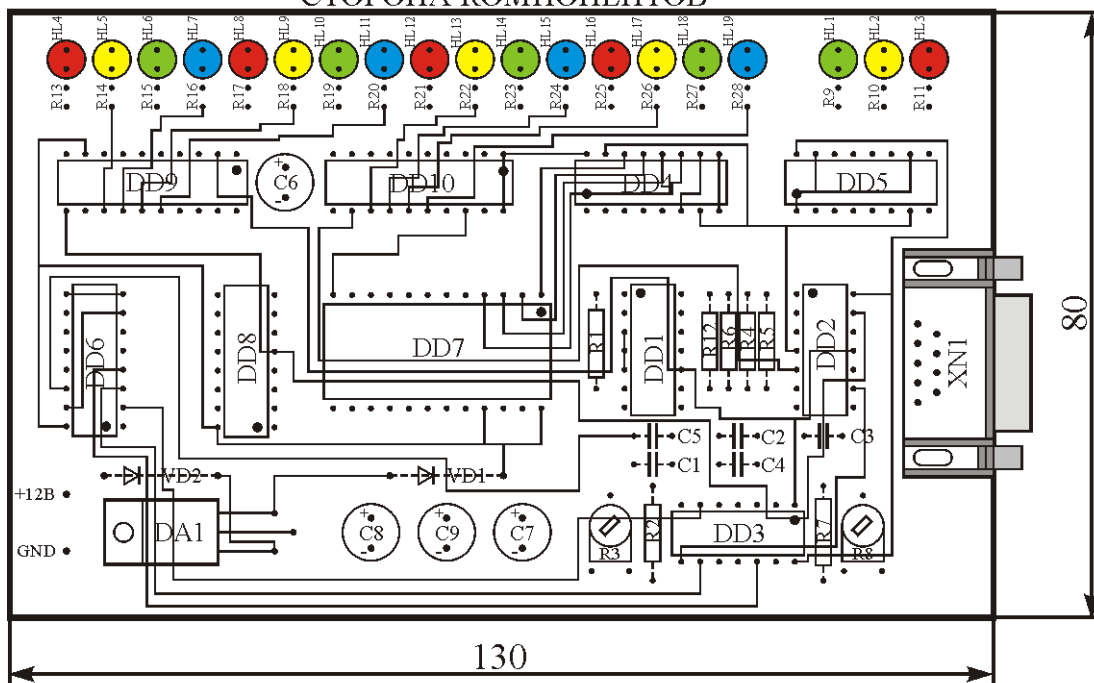 СТОРОНА КОМПОНЕНТОВ
HL4 HL5 HL6 HL7 HL8 HL9 HL10 HL11 HL12 HL13 HL14 HL15 HL16 HL17 HL18 HL19 HL1 HL2 HL3
R13 R14 R15 R16 R17 R18 R19 R20 R21 R22 R23 R24 R25 R26 R27 R28 R9 R10 R11
DD9 + C6 - DD10 DD4 DD5
80
DD6 DD8 DD7 R1 DD1 R12 R6 R4 R5 DD2 XN1
C5 C2 C3
C1 C4
VD2 VD1
+12В
GND
DA1 + C8 - + C9 - + C7 - R3 R2 DD3 R7 R8
130